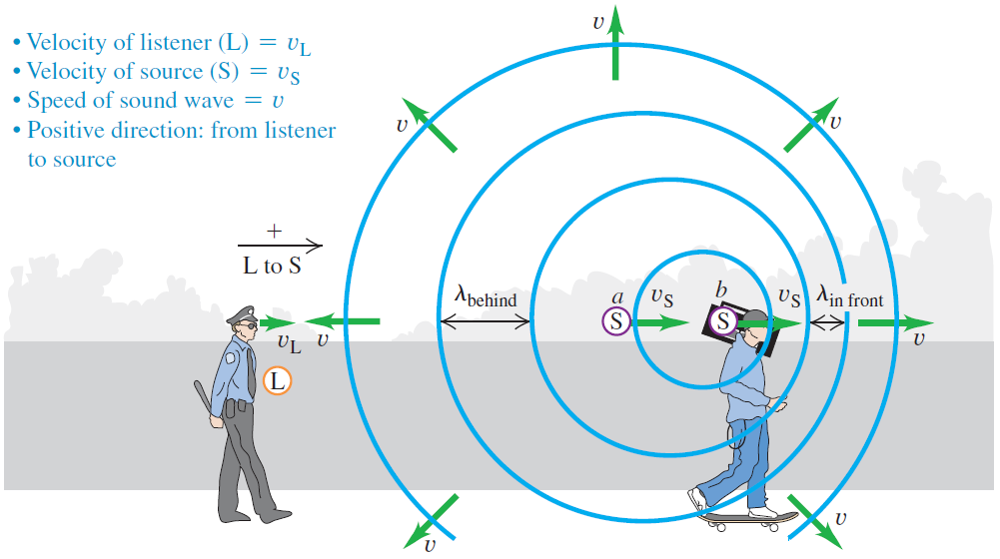 • Velocity of listener (L) = vL
• Velocity of source (S) = vS
• Speed of sound wave = v
• Positive direction: from listener
to source
v
v
v
+
L to S
λbehind
a
vS
b
vS
λin front
S
S
vL
v
v
L
v
v